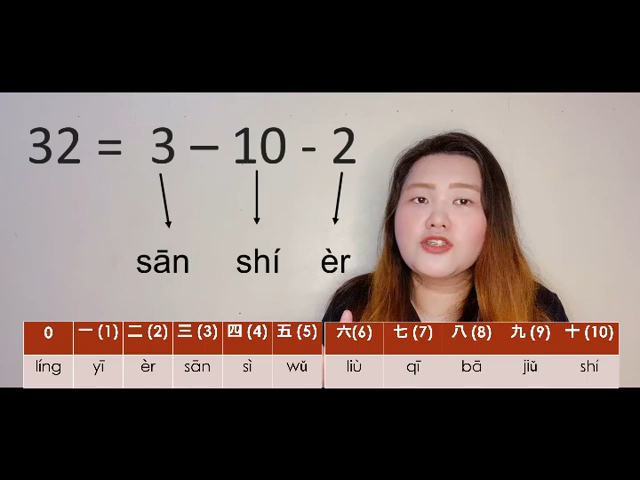 32 = 3 – 10 - 2
sān shí èr
0 一 (1) 二 (2) 三 (3) 四 (4) 五 (5) 六(6) 七 (7) 八 (8) 九 (9) 十 (10)
líng yī èr sān sì wǔ liù qī bā jiǔ shí